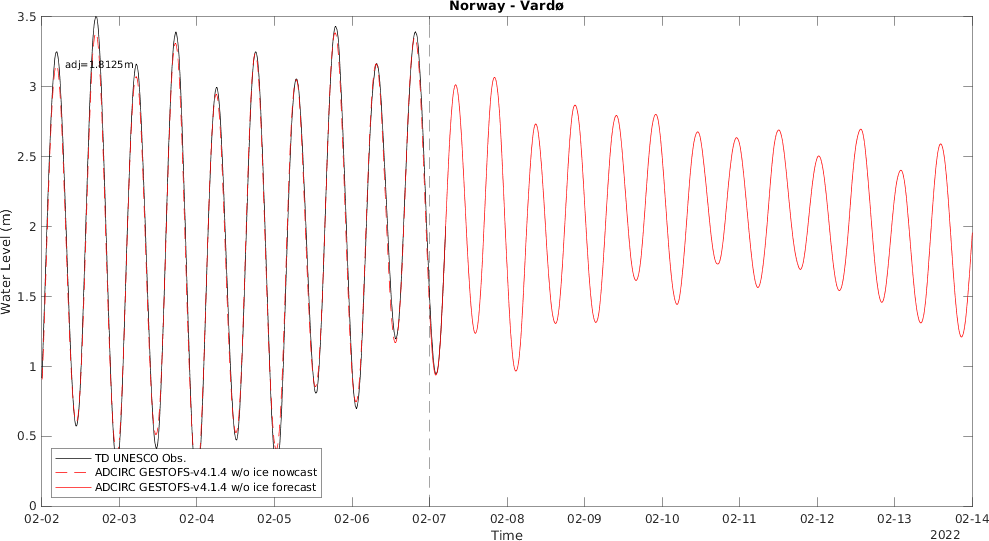 Norway - Vardø
3.5
adj=1.8125m
3
2.5
2
Water Level (m)
1.5
1
0.5
TD UNESCO Obs.
ADCIRC GESTOFS-v4.1.4 w/o ice nowcast
ADCIRC GESTOFS-v4.1.4 w/o ice forecast
0
02-02 02-03 02-04 02-05 02-06 02-07 02-08 02-09 02-10 02-11 02-12 02-13 02-14
Time
2022